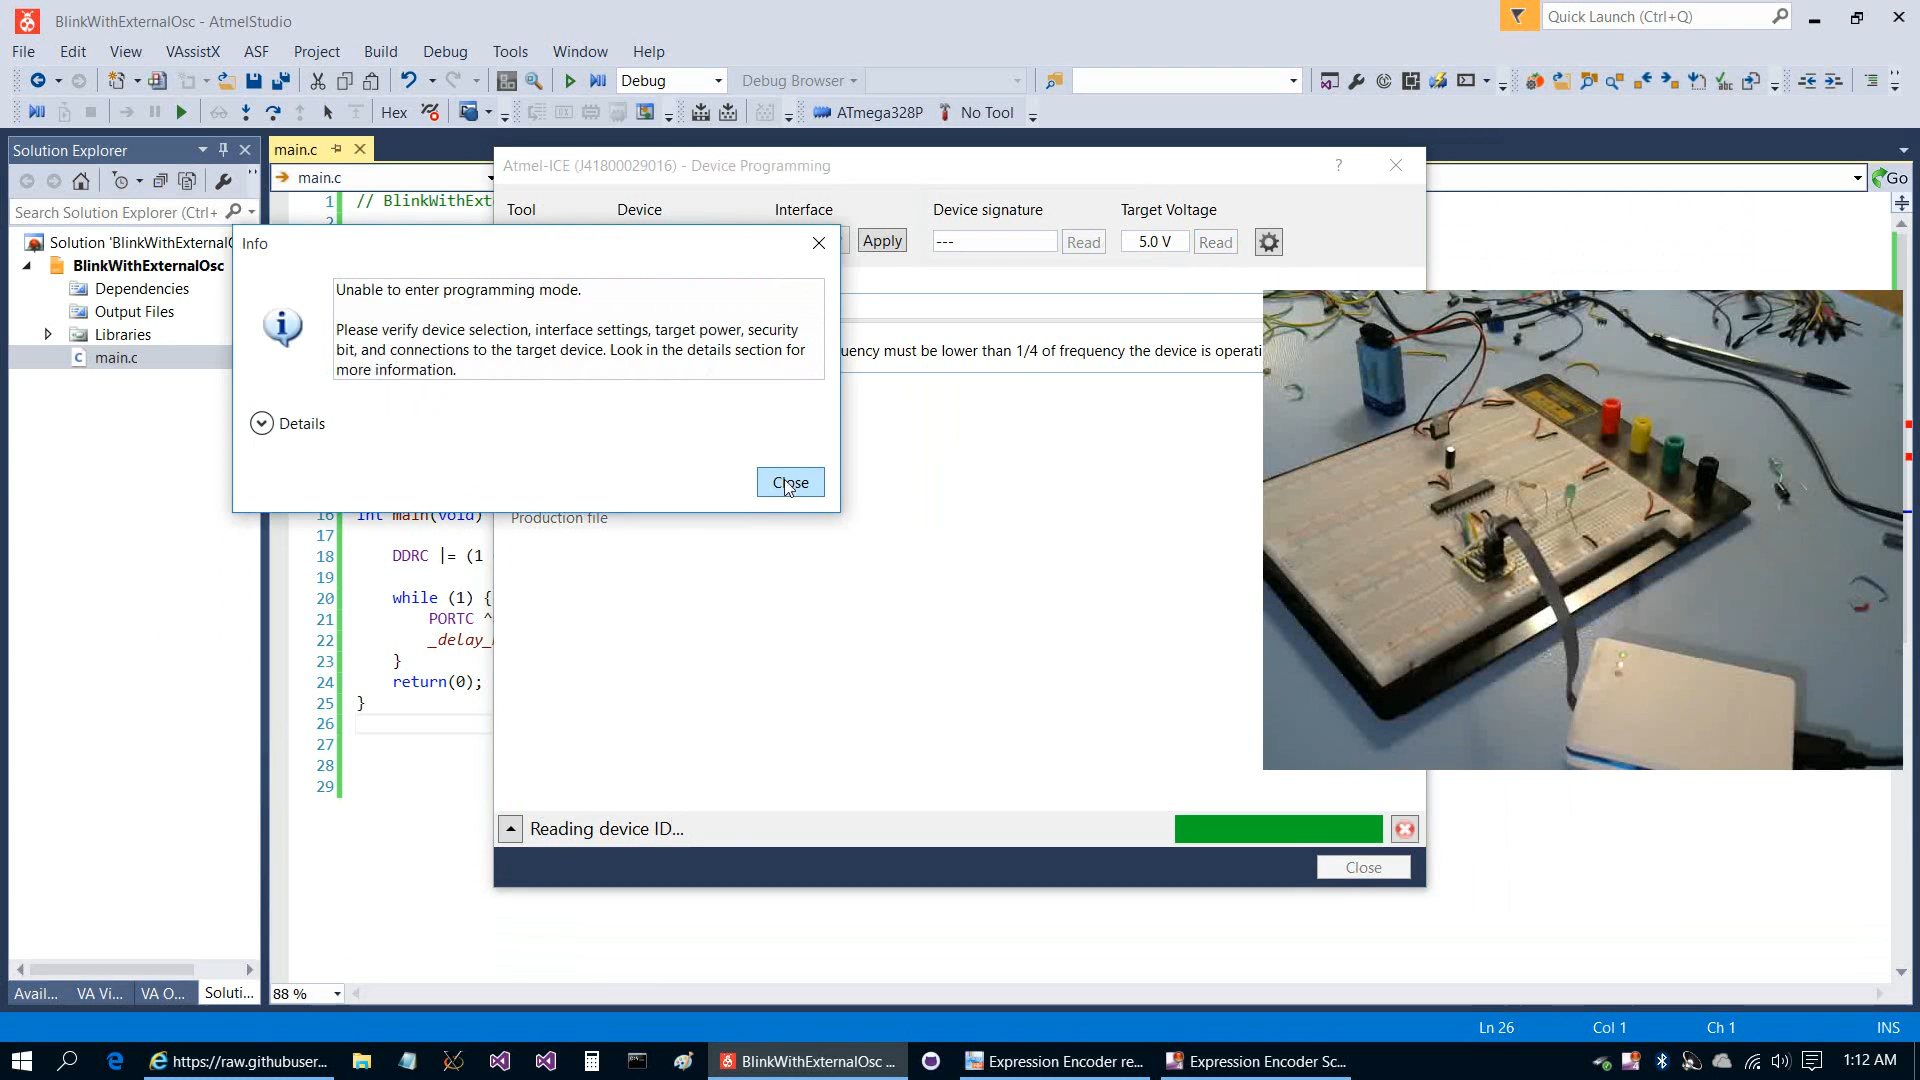 BlinkWithExternalOsc - AtmelStudio
Quick Launch (Ctrl+Q)
File Edit View VAssistX ASF Project Build Debug Tools Window Help
Debug Debug Browser
Hex ATmega328P No Tool
Solution Explorer
main.c
Atmel-ICE (J41800029016) - Device Programming
?
main.c
Go
Search Solution Explorer (Ctrl+
1 // BlinkWithExt
2
Tool Device Interface Device signature Target Voltage
Apply --- Read 5.0 V Read
Solution 'BlinkWithExternalO
BlinkWithExternalOsc
Dependencies
Output Files
Libraries
main.c
Info
Unable to enter programming mode.
Please verify device selection, interface settings, target power, security
bit, and connections to the target device. Look in the details section for
more information.
Details
Close
uency must be lower than 1/4 of frequency the device is operati
Production file
16 int main(void)
17
18 DDRC |= (1
19
20 while (1) {
21 PORTC ^
22 _delay_
23 }
24 return(0);
25 }
26
27
28
29
Reading device ID...
Close
Avail... VA Vi... VA O... Soluti...
88 %
Ln 26 Col 1 Ch 1 INS
https://raw.githubuser...
BlinkWithExternalOsc ...
Expression Encoder re...
Expression Encoder Sc...
1:12 AM